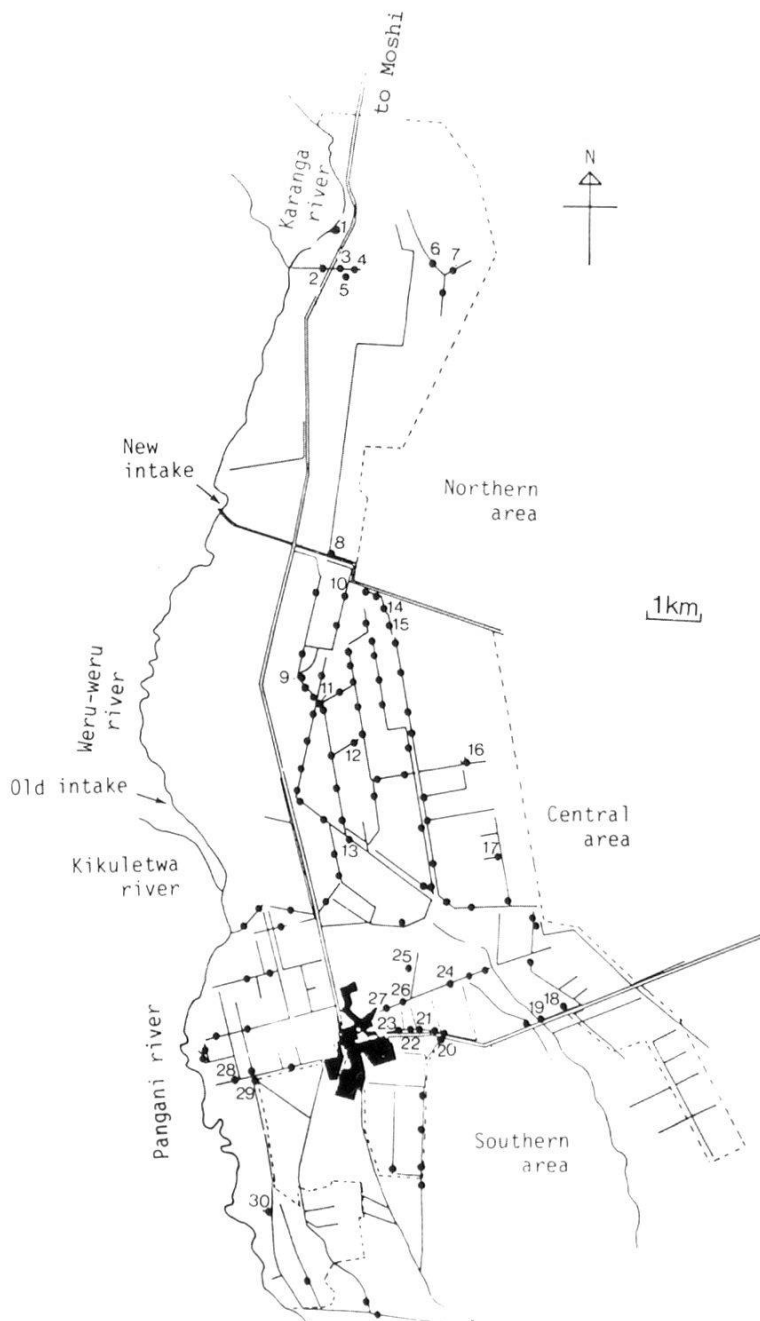 to Moshi
Karanga
river
N
1
2
3
4
5
6
7
New
intake
Northern
area
8
1km
10
14
15
9
11
Weru-weru
river
12
16
Old intake
Central
area
13
17
Kikuletwa
river
25
24
26
27
18
19
23
21
22
20
Pangani river
28
29
Southern
area
30